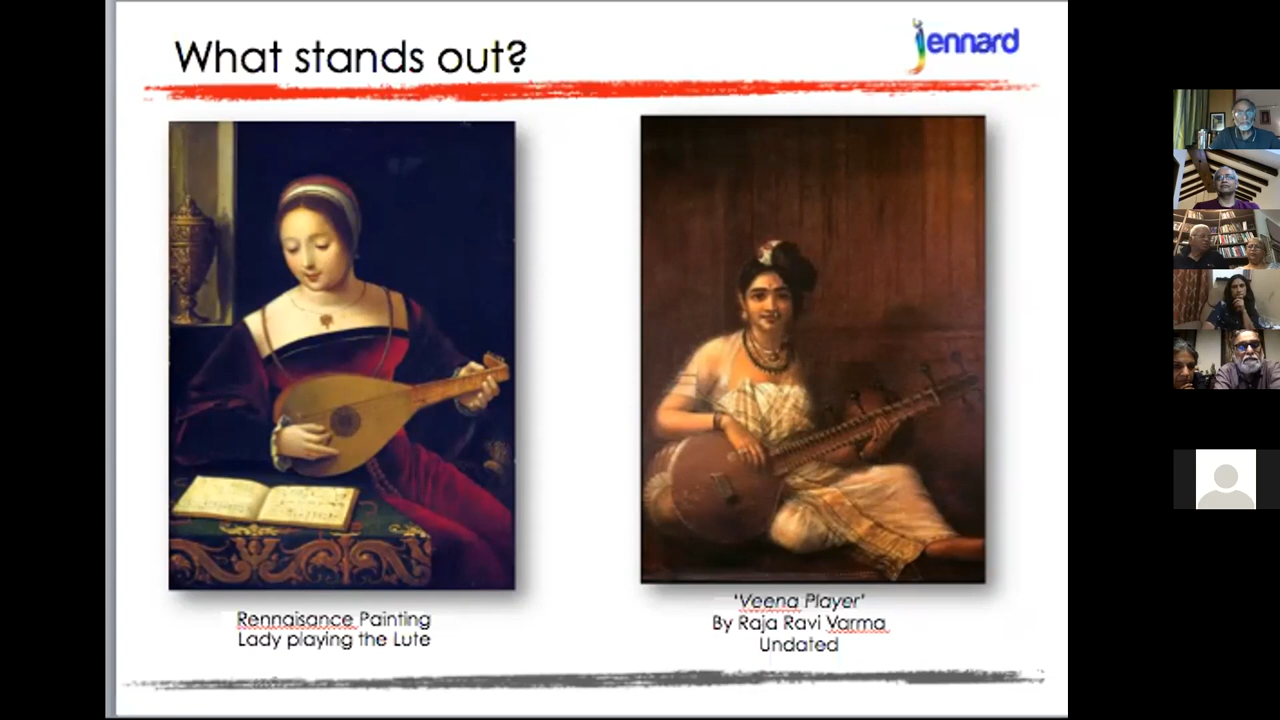 What stands out?
jennard
Rennaisance Painting
Lady playing the Lute
‘Veena Player’
By Raja Ravi Varma
Undated